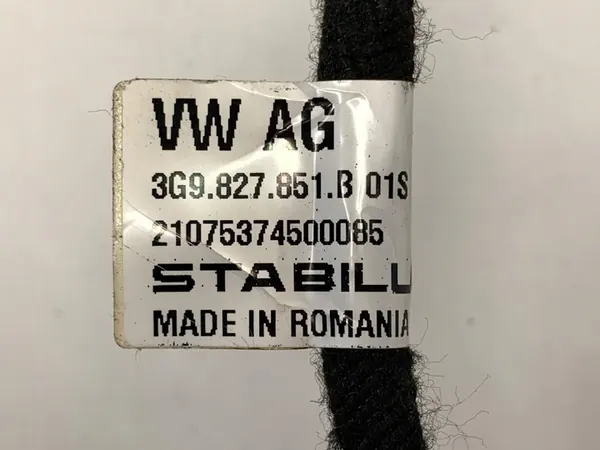 VW AG
3G9.827.851.B 01S
21075374500085
STABILU
MADE IN ROMANIA